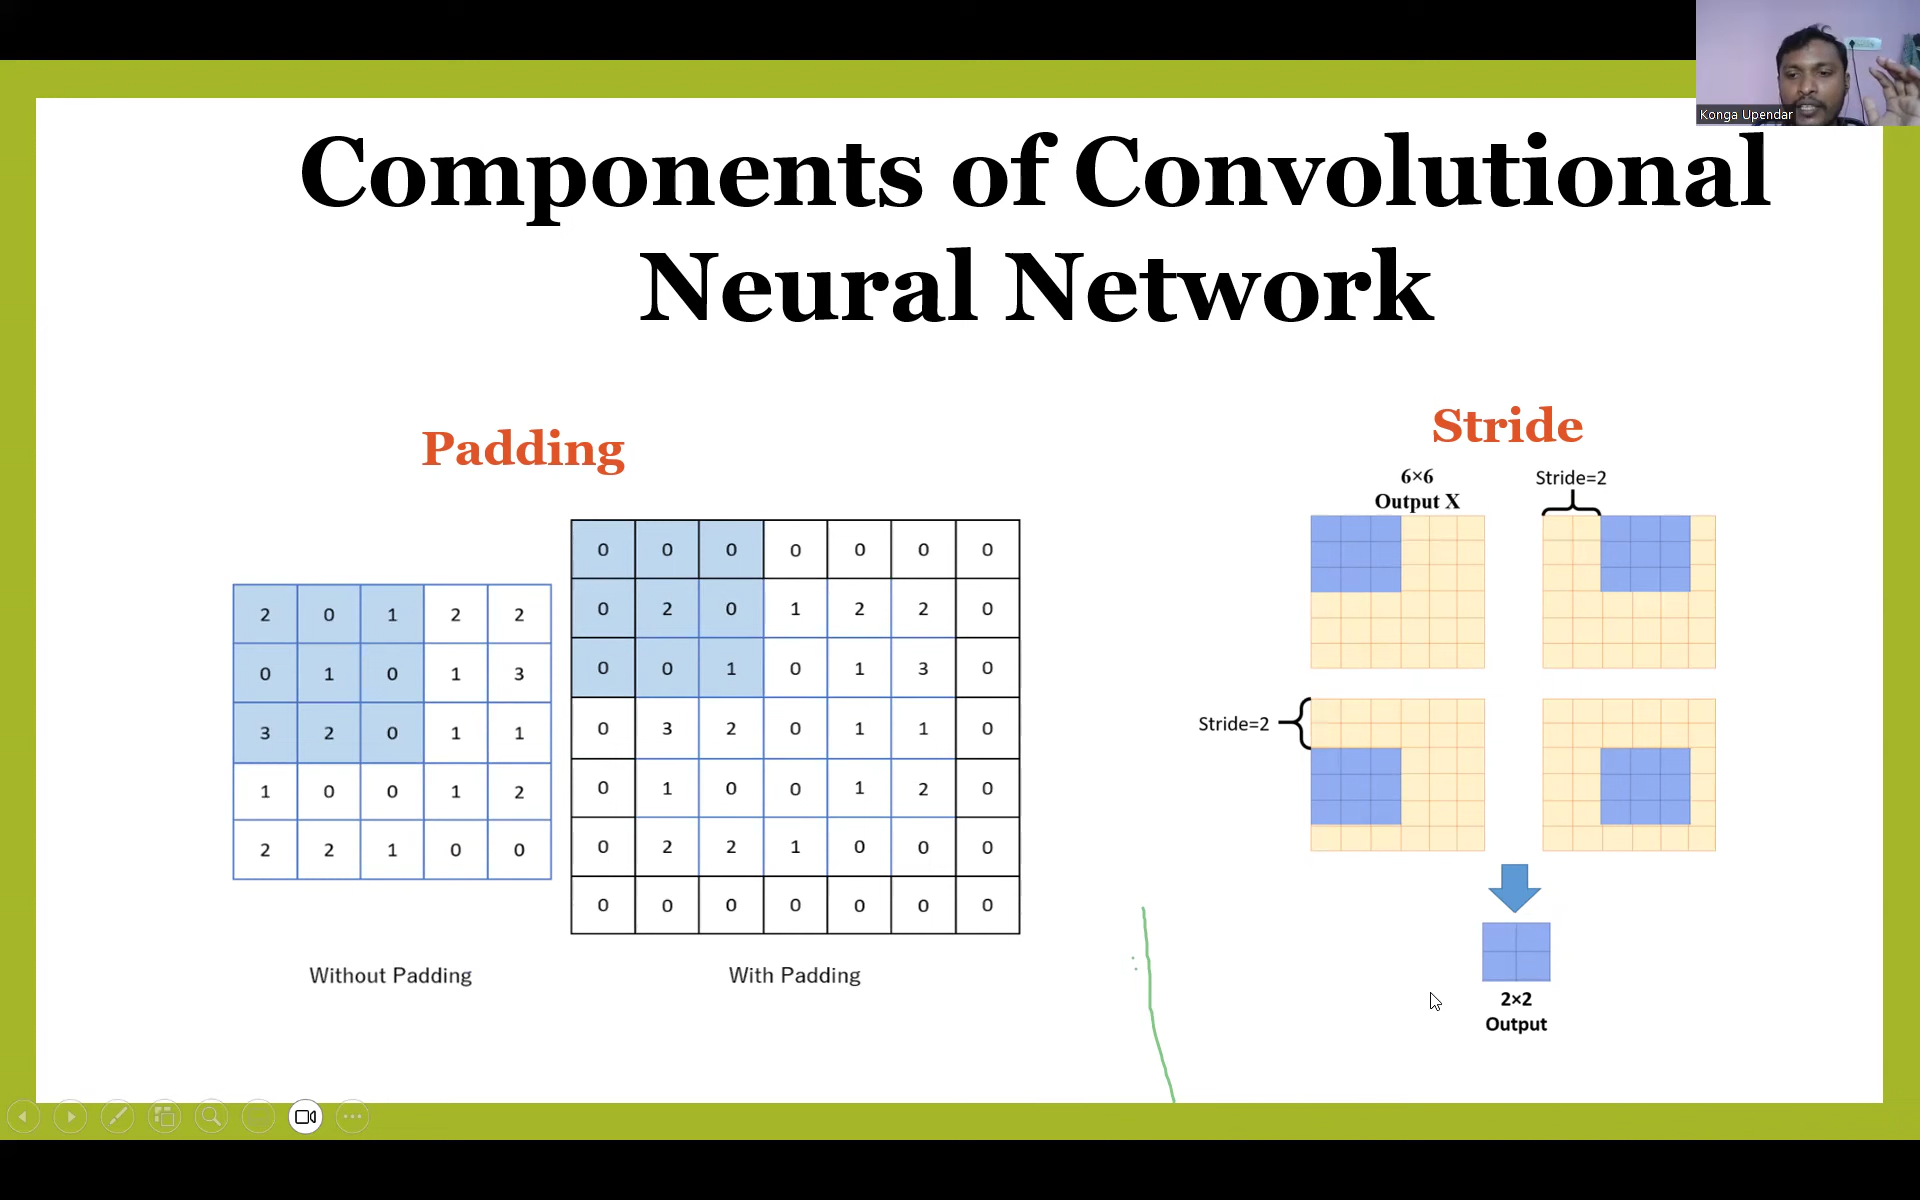 Konga Upendar
Components of Convolutional
Neural Network
Padding
2 0 1 2 2
0 1 0 1 3
3 2 0 1 1
1 0 0 1 2
2 2 1 0 0
Without Padding
0 0 0 0 0 0 0
0 2 0 1 2 2 0
0 0 1 0 1 3 0
0 3 2 0 1 1 0
0 1 0 0 1 2 0
0 2 2 1 0 0 0
0 0 0 0 0 0 0
With Padding
Stride
6×6
Output X
Stride=2
Stride=2
2×2
Output